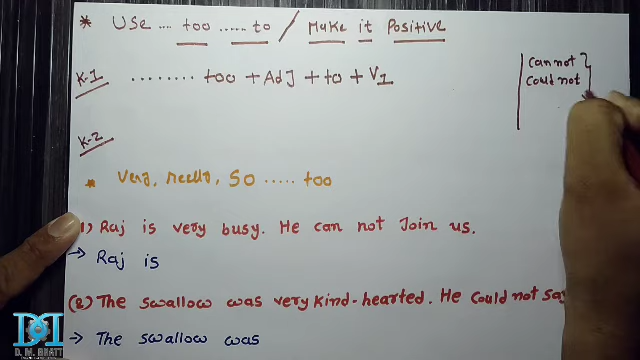 * Use .... too ...... to / Make it Positive
K-1 ........ too + Adj + to + V1
cannot
could not
K-2
* Very, really, So ..... too
1) Raj is very busy. He can not Join us.
→ Raj is
(2) The swallow was very kind-hearted. He could not say
→ The swallow was
D. M. BHATT